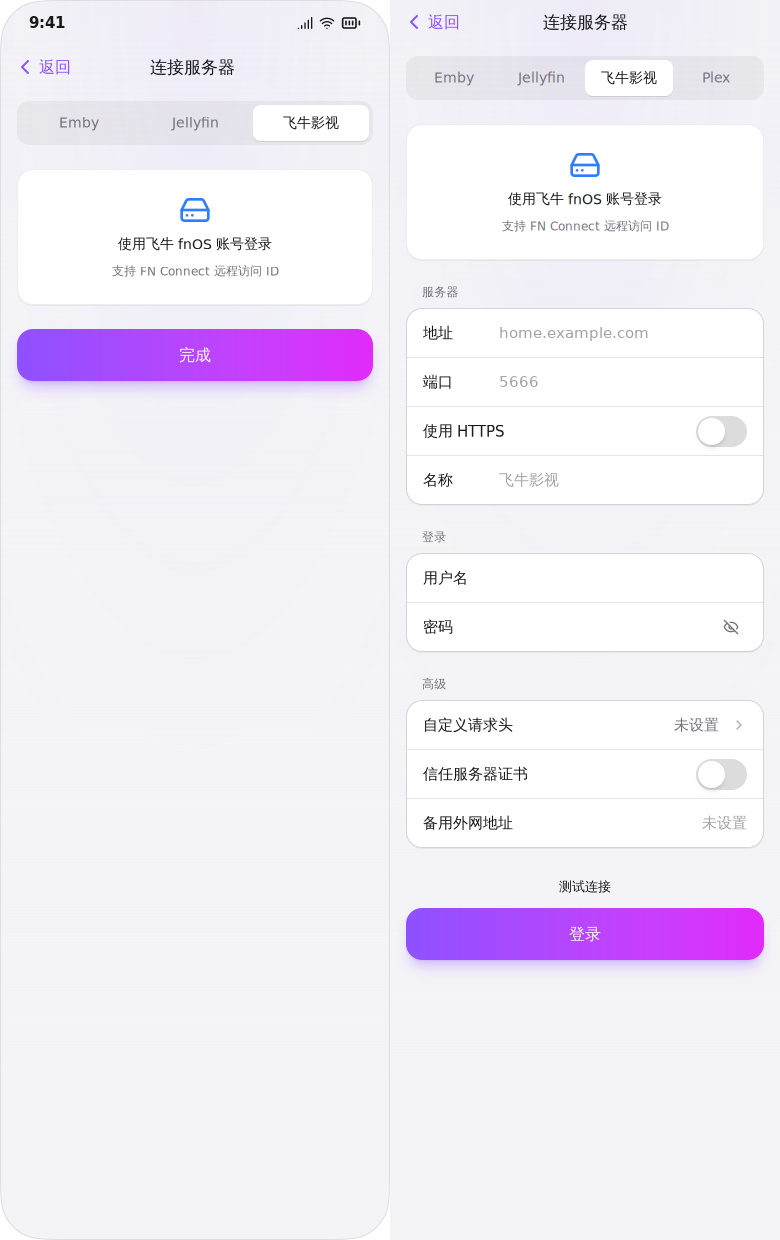 9:41
返回
连接服务器
Emby
Jellyfin
飞牛影视
使用飞牛 fnOS 账号登录
支持 FN Connect 远程访问 ID
完成
返回
连接服务器
Emby
Jellyfin
飞牛影视
Plex
使用飞牛 fnOS 账号登录
支持 FN Connect 远程访问 ID
服务器
地址 home.example.com
端口 5666
使用 HTTPS
名称 飞牛影视
登录
用户名
密码
高级
自定义请求头 未设置
信任服务器证书
备用外网地址 未设置
测试连接
登录